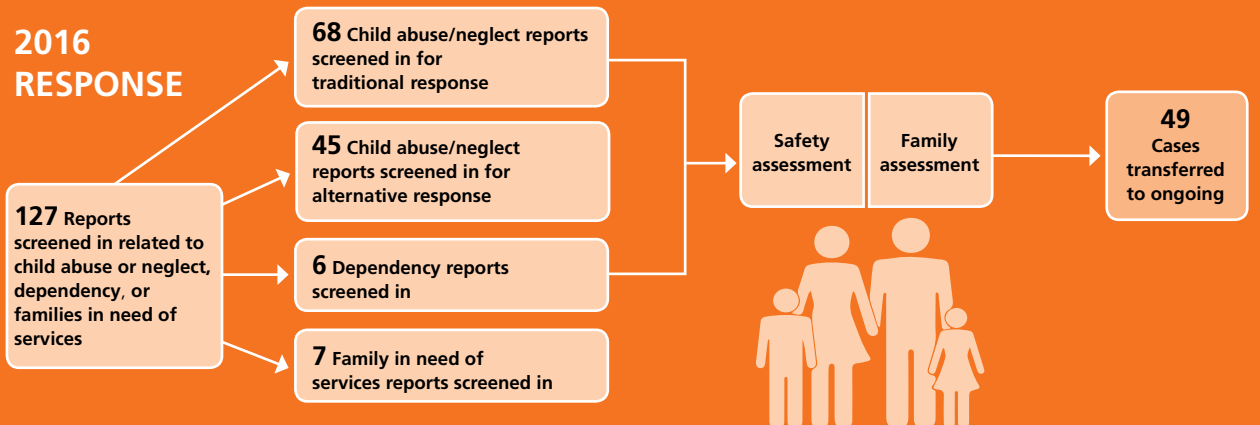 2016
RESPONSE
127 Reports
screened in related to
child abuse or neglect,
dependency, or
families in need of
services
68 Child abuse/neglect reports
screened in for
traditional response
45 Child abuse/neglect
reports screened in for
alternative response
6 Dependency reports
screened in
7 Family in need of
services reports screened in
Safety
assessment
Family
assessment
49
Cases
transferred
to ongoing